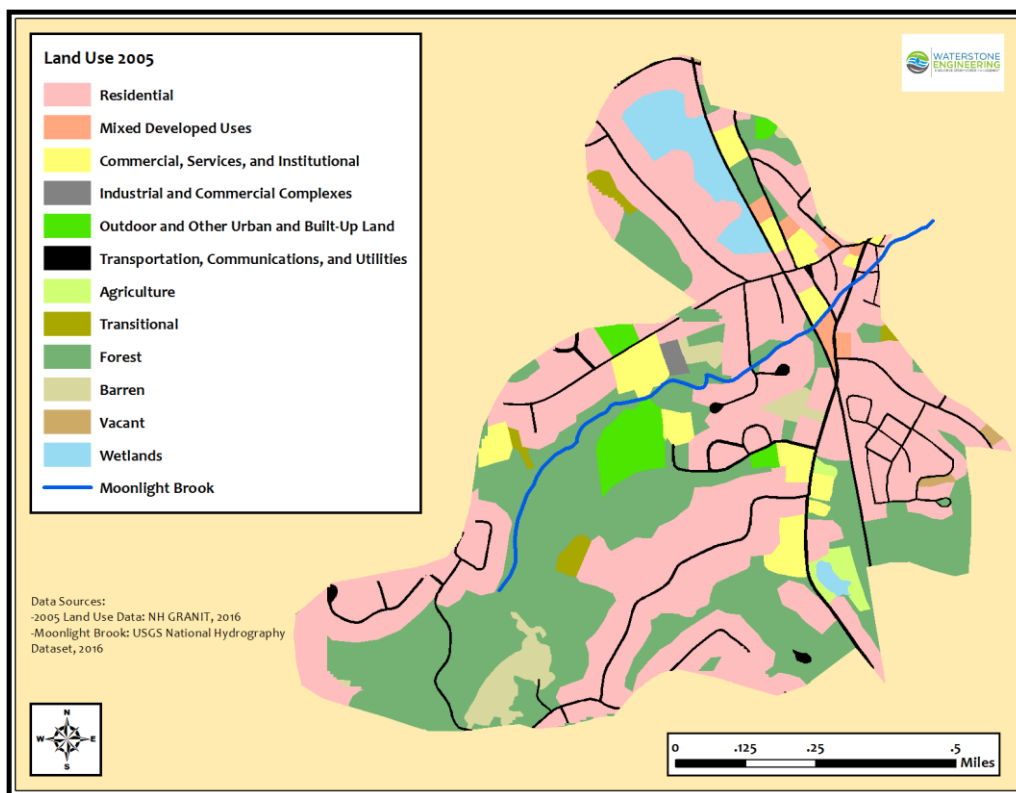 Land Use 2005
Residential
Mixed Developed Uses
Commercial, Services, and Institutional
Industrial and Commercial Complexes
Outdoor and Other Urban and Built-Up Land
Transportation, Communications, and Utilities
Agriculture
Transitional
Forest
Barren
Vacant
Wetlands
Moonlight Brook
WATERSTONE
ENGINEERING
Data Sources:
-2005 Land Use Data: NH GRANIT, 2016
-Moonlight Brook: USGS National Hydrography
Dataset, 2016
N
W E
S
0 .125 .25 .5
Miles